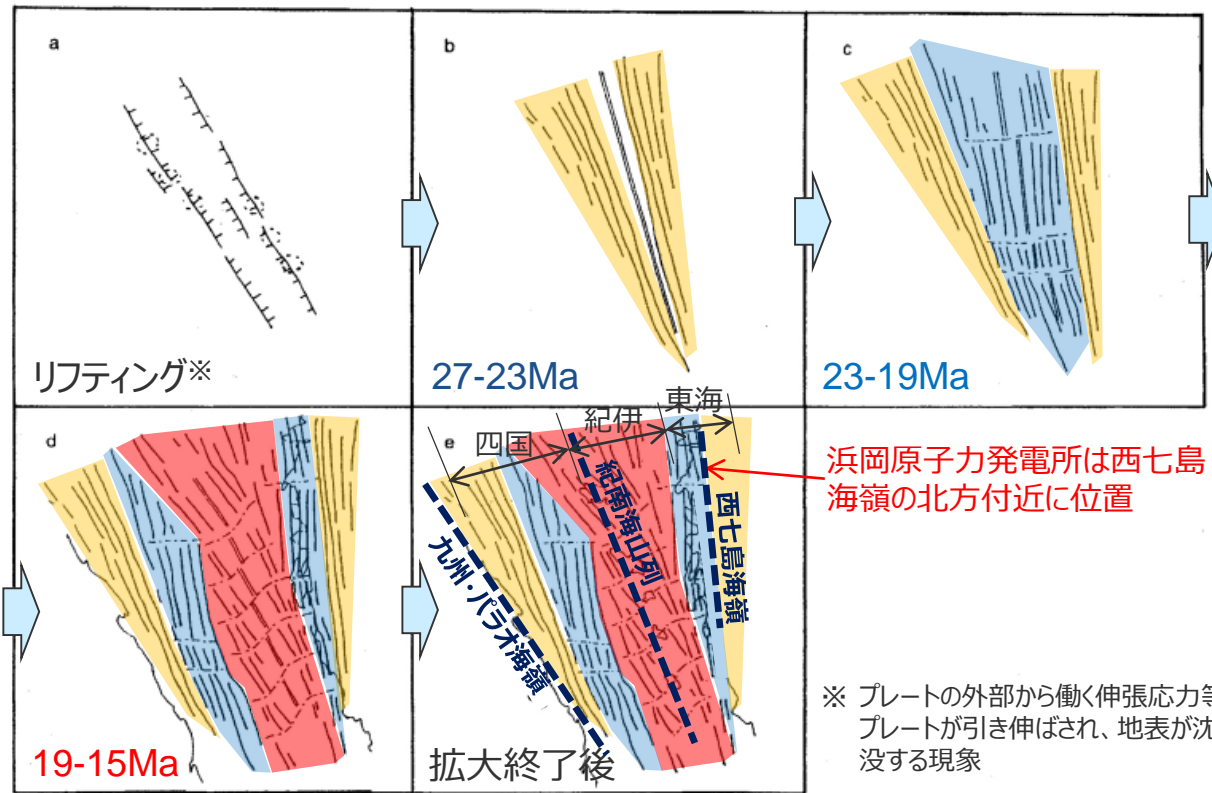 a
リフティング※
b
27-23Ma
c
23-19Ma
d
19-15Ma
e
四国
紀伊
東海
九州・パラオ海嶺
紀南海山列
西七島海嶺
拡大終了後
浜岡原子力発電所は西七島
海嶺の北方付近に位置
※ プレートの外部から働く伸張応力等
プレートが引き伸ばされ、地表が沈
没する現象